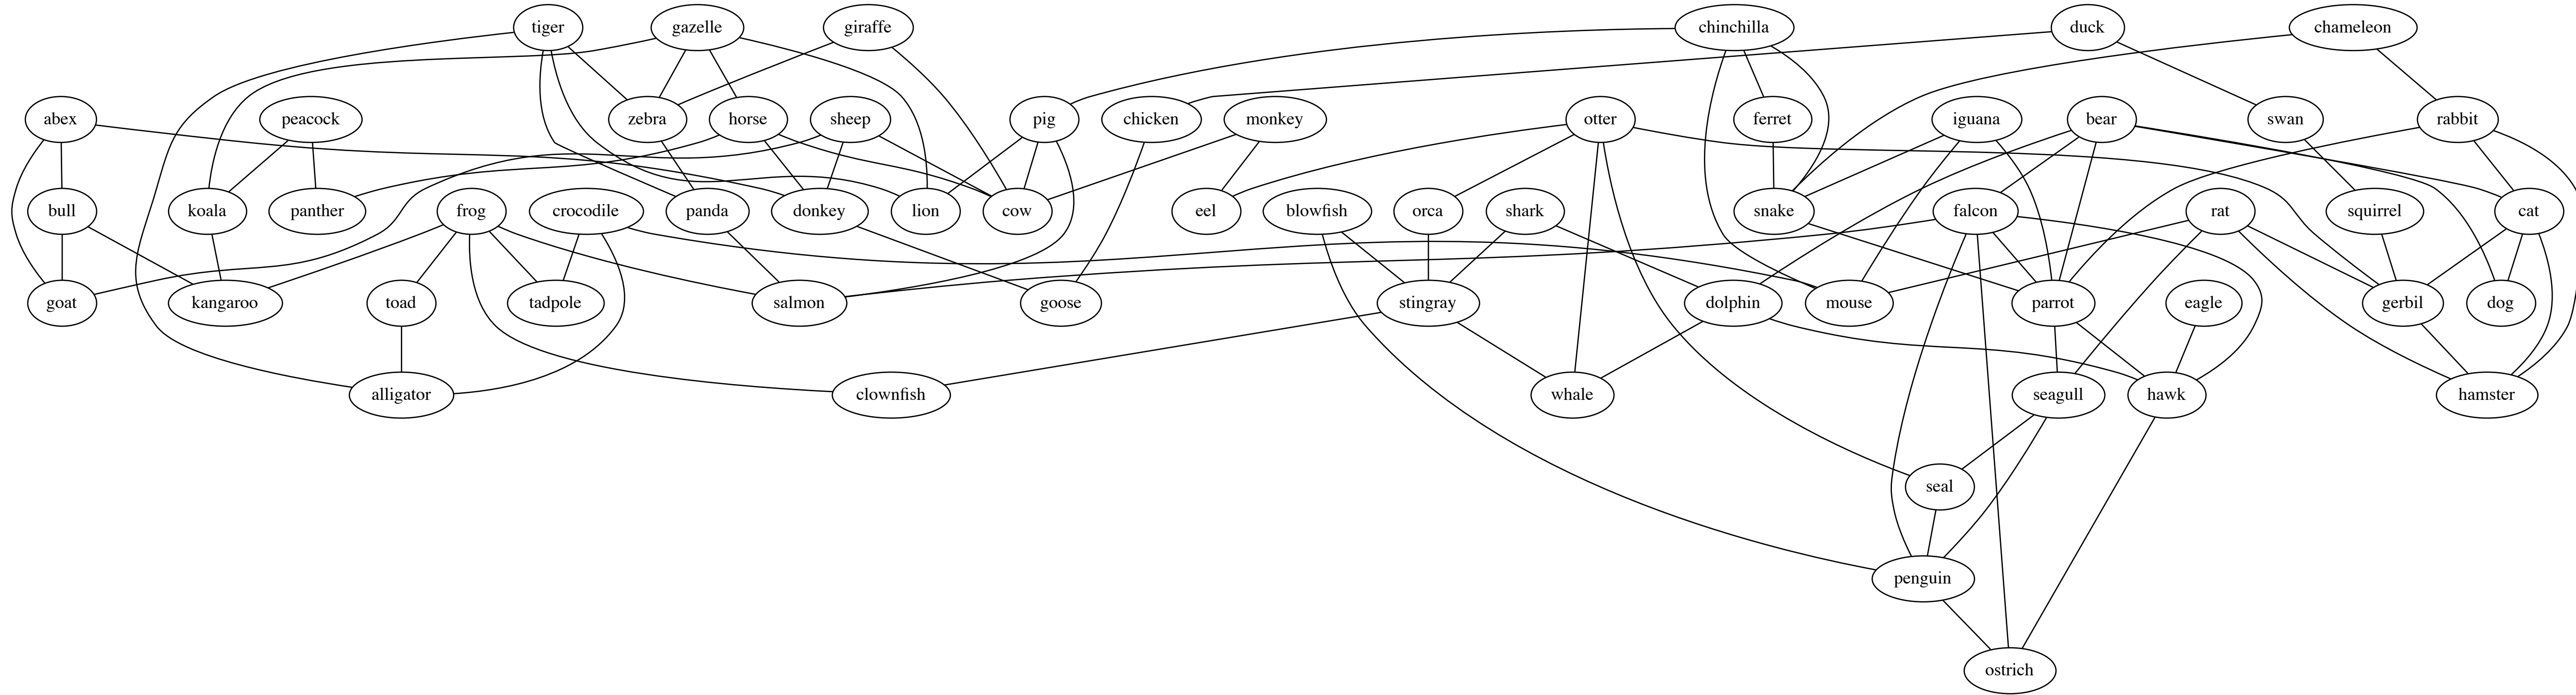 tiger
gazelle
giraffe
chinchilla
duck
chameleon
abex
peacock
zebra
horse
sheep
pig
chicken
monkey
otter
ferret
iguana
bear
swan
rabbit
bull
koala
panther
frog
crocodile
panda
donkey
lion
cow
eel
blowfish
orca
shark
snake
falcon
rat
squirrel
cat
goat
kangaroo
toad
tadpole
salmon
goose
stingray
dolphin
mouse
parrot
eagle
gerbil
dog
alligator
clownfish
whale
seagull
hawk
hamster
seal
penguin
ostrich